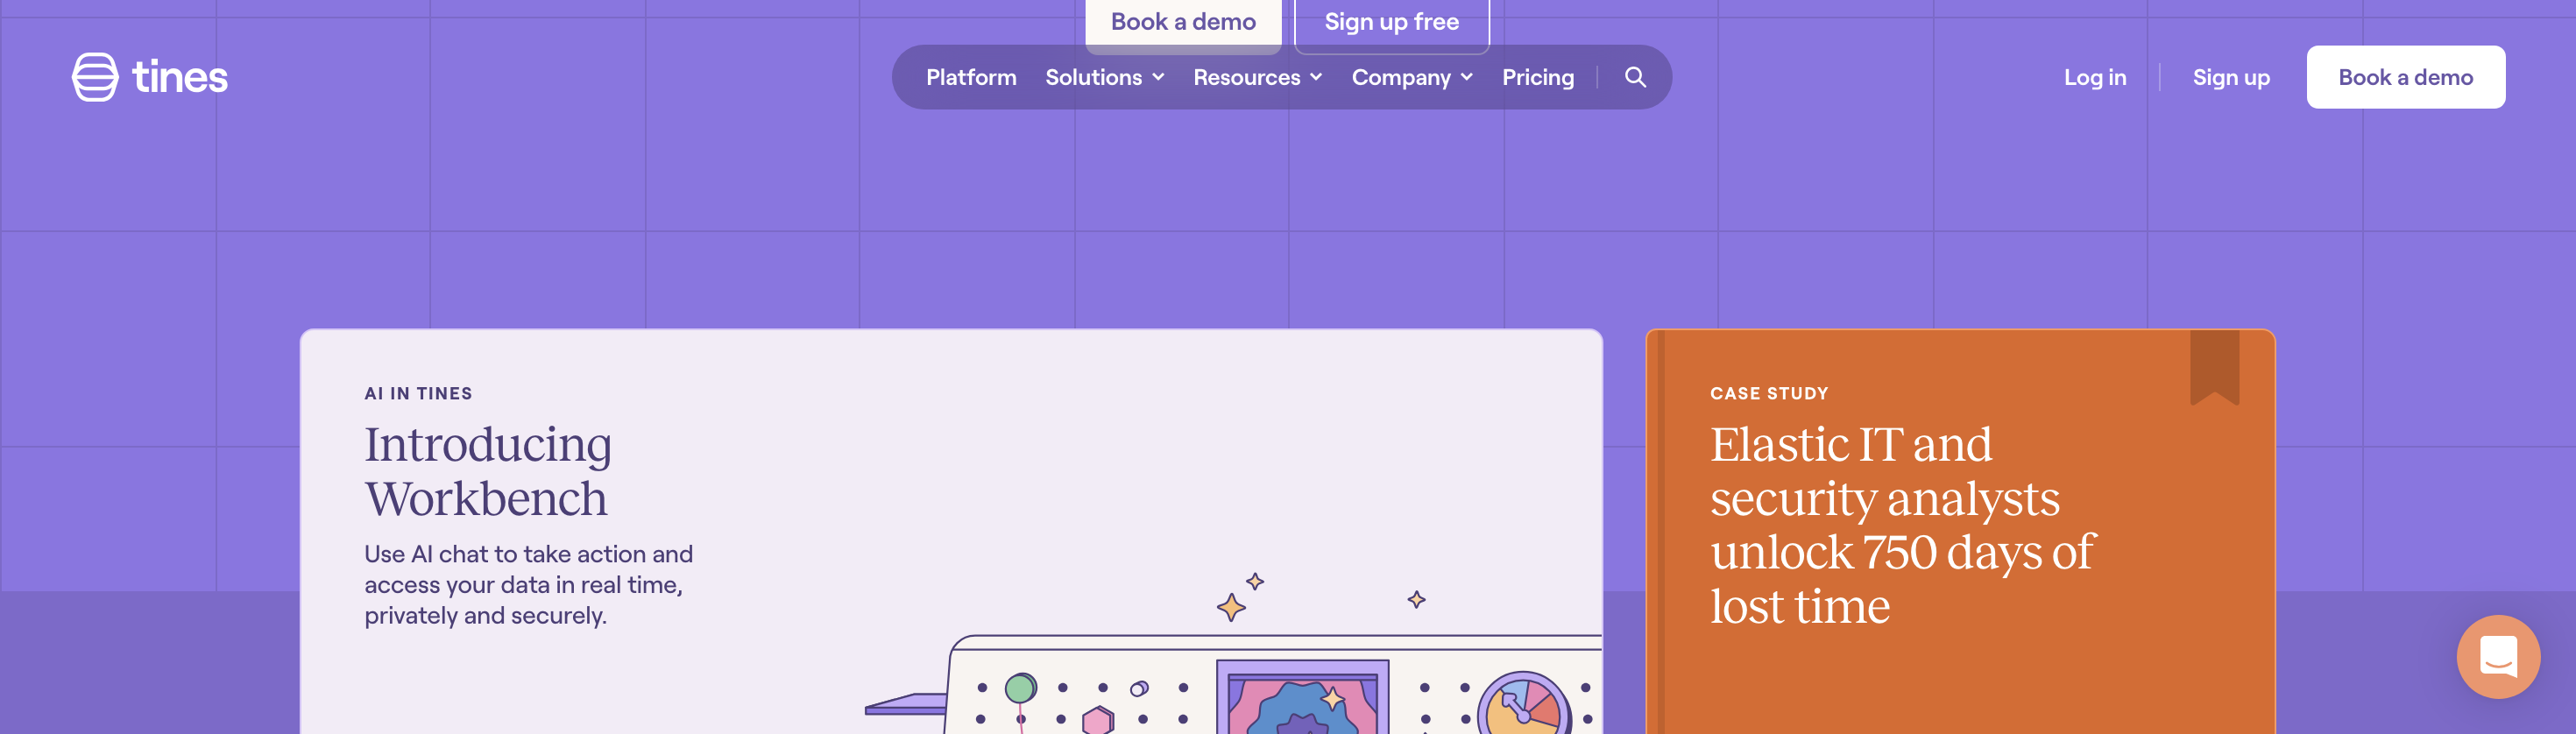 Book a demo
Sign up free
tines
Platform
Solutions
Resources
Company
Pricing
Log in
Sign up
Book a demo
AI IN TINES
Introducing
Workbench
Use AI chat to take action and
access your data in real time,
privately and securely.
CASE STUDY
Elastic IT and
security analysts
unlock 750 days of
lost time